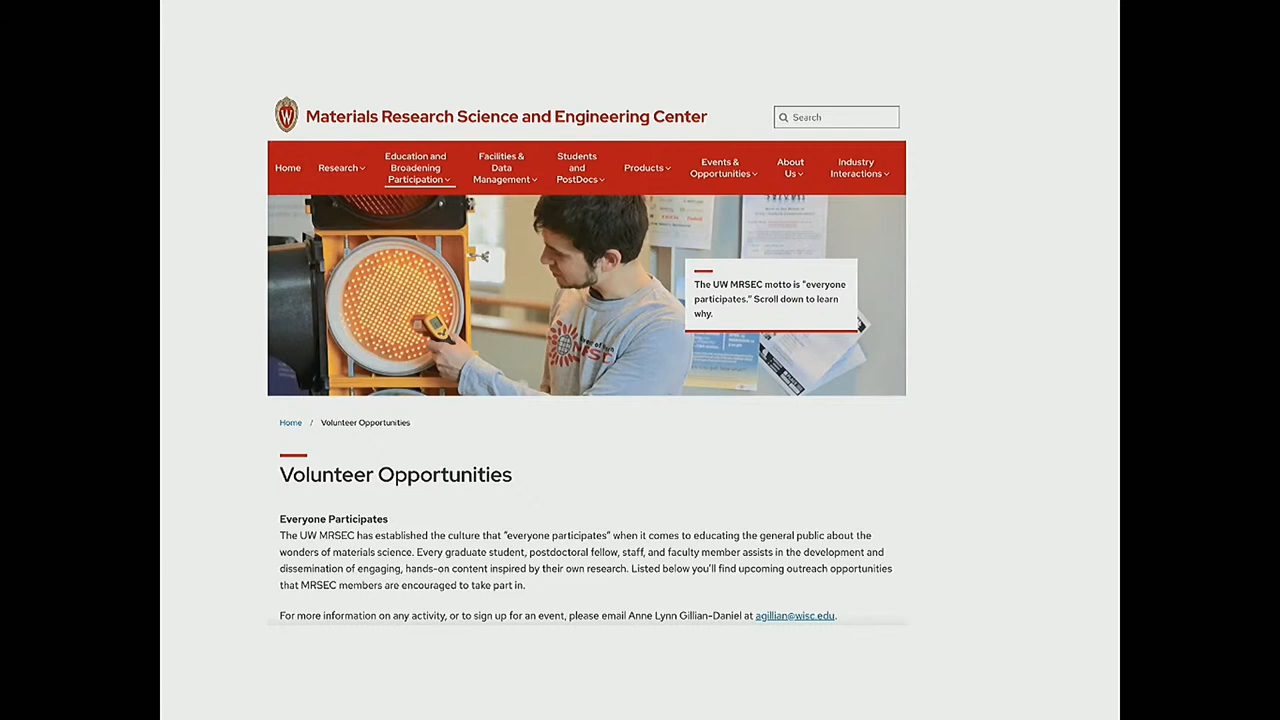 W
Materials Research Science and Engineering Center
Search
Home
Research
Education and
Broadening
Participation
Facilities &
Data
Management
Students
and
PostDocs
Products
Events &
Opportunities
About
Us
Industry
Interactions
The UW MRSEC motto is "everyone
participates." Scroll down to learn
why.
Home / Volunteer Opportunities
Volunteer Opportunities
Everyone Participates
The UW MRSEC has established the culture that "everyone participates" when it comes to educating the general public about the
wonders of materials science. Every graduate student, postdoctoral fellow, staff, and faculty member assists in the development and
dissemination of engaging, hands-on content inspired by their own research. Listed below you'll find upcoming outreach opportunities
that MRSEC members are encouraged to take part in.
For more information on any activity, or to sign up for an event, please email Anne Lynn Gillian-Daniel at agillian@wisc.edu.